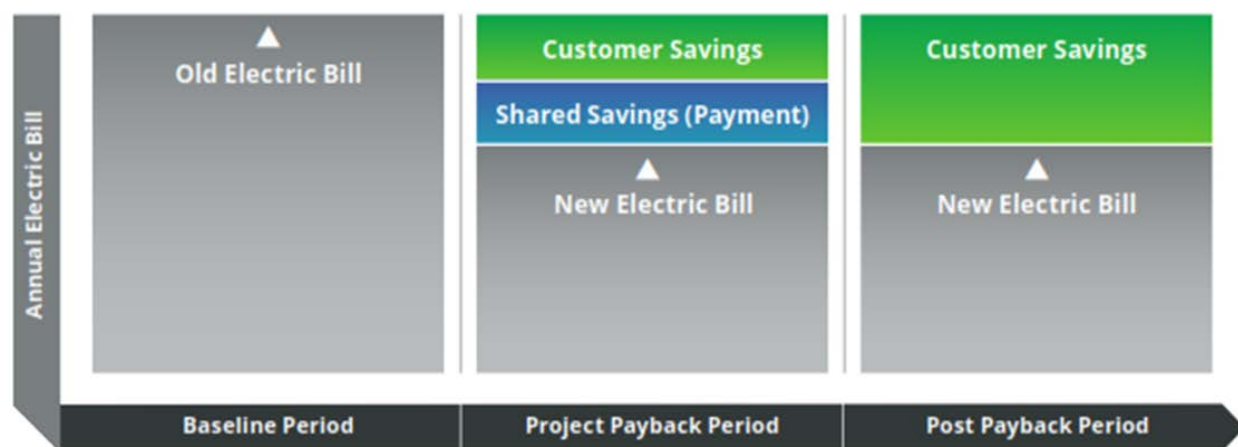 Annual Electric Bill
Old Electric Bill
Customer Savings
Shared Savings (Payment)
New Electric Bill
Customer Savings
New Electric Bill
Baseline Period
Project Payback Period
Post Payback Period